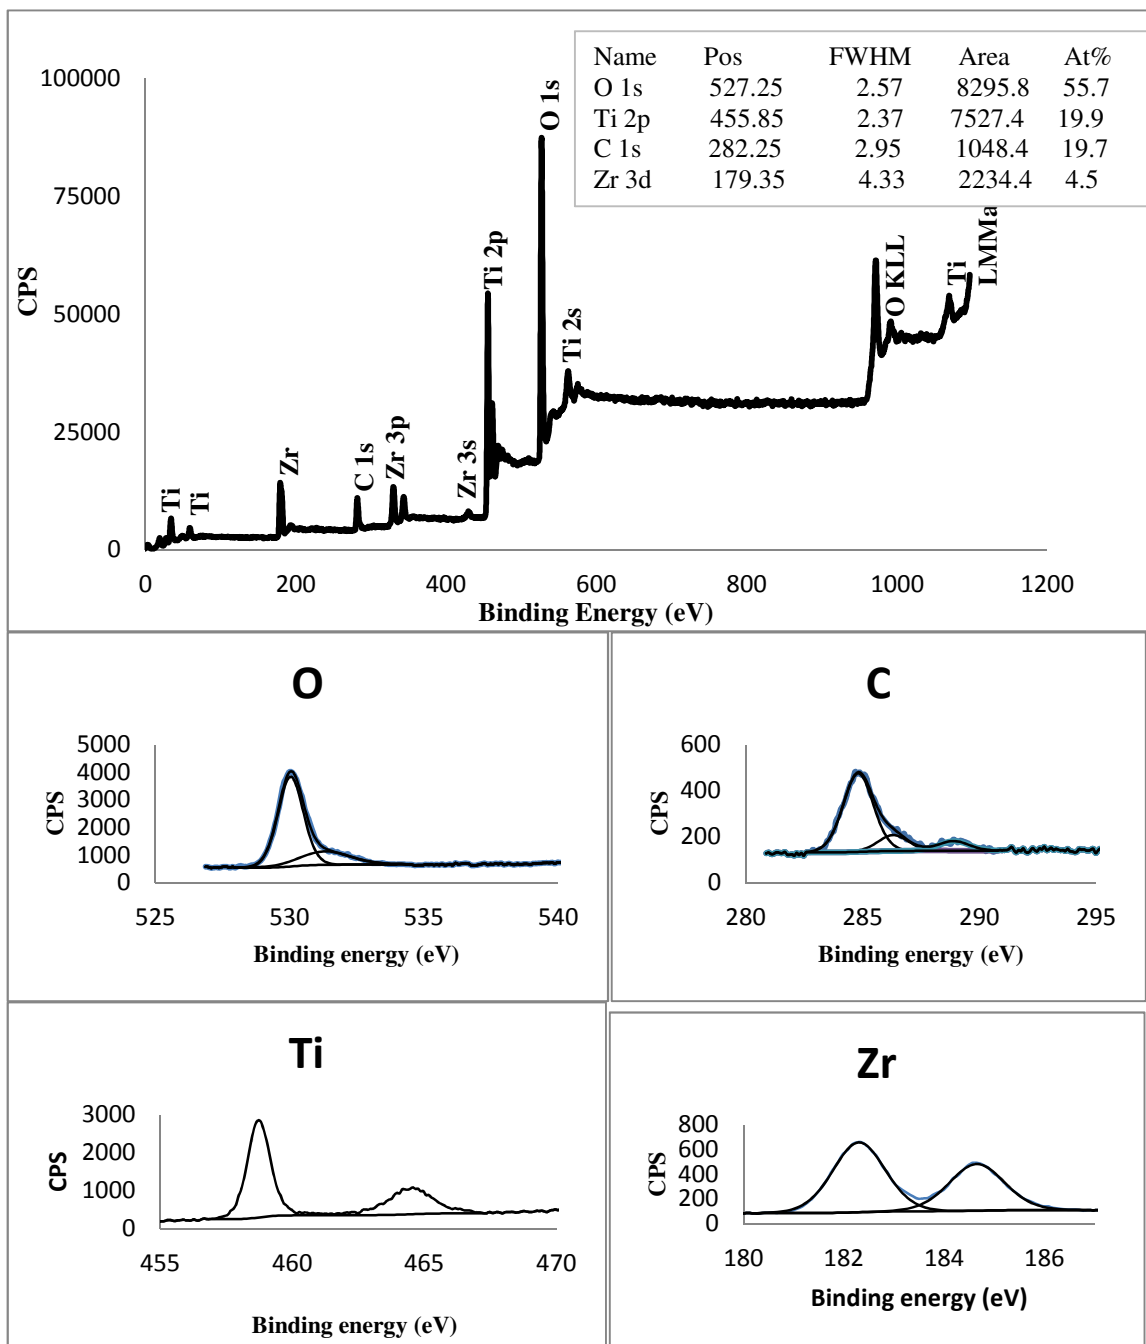 Name Pos FWHM Area At%
O 1s 527.25 2.57 8295.8 55.7
Ti 2p 455.85 2.37 7527.4 19.9
C 1s 282.25 2.95 1048.4 19.7
Zr 3d 179.35 4.33 2234.4 4.5
100000
75000
50000
25000
0
CPS
Ti
Ti
Zr
C 1s
Zr 3p
Zr 3s
Ti 2p
O 1s
Ti 2s
O KLL
Ti
LMMa
0 200 400 600 800 1000 1200
Binding Energy (eV)
O
5000
4000
3000
2000
1000
0
CPS
525 530 535 540
Binding energy (eV)
C
600
400
200
0
CPS
280 285 290 295
Binding energy (eV)
Ti
3000
2000
1000
0
CPS
455 460 465 470
Binding energy (eV)
Zr
800
600
400
200
0
CPS
180 182 184 186
Binding energy (eV)